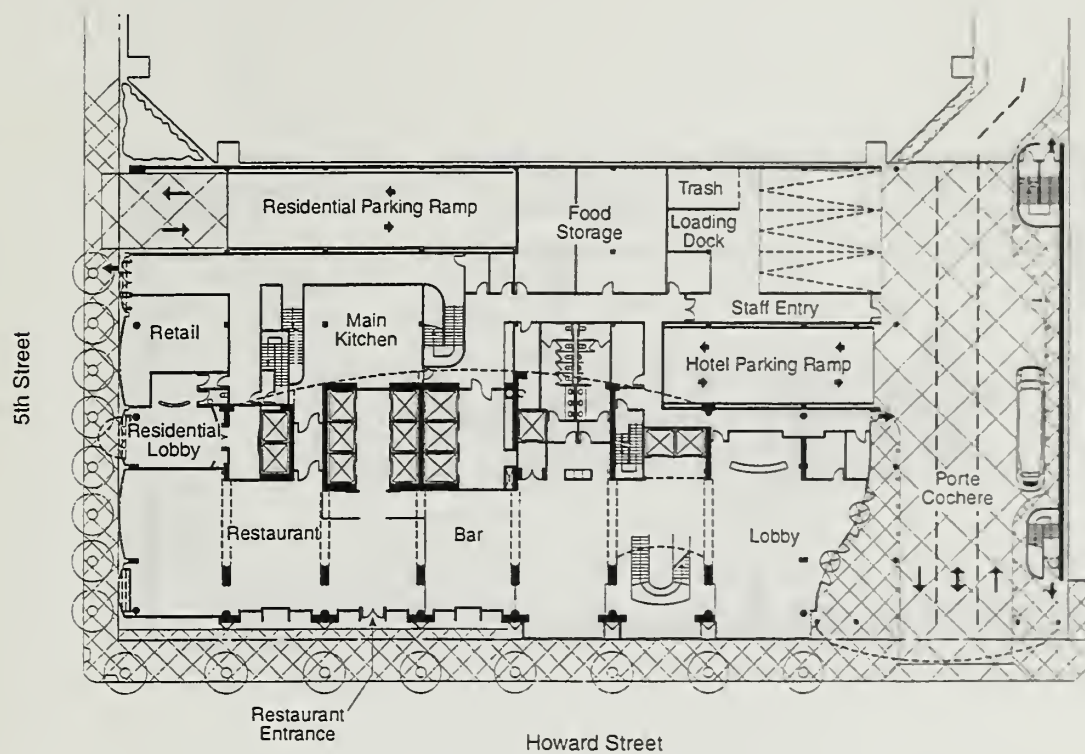 Residential Parking Ramp
Food
Storage
Trash
Loading
Dock
Staff Entry
Retail
Main
Kitchen
Hotel Parking Ramp
5th Street
Residential
Lobby
Restaurant
Bar
Lobby
Porte
Cochere
Restaurant
Entrance
Howard Street